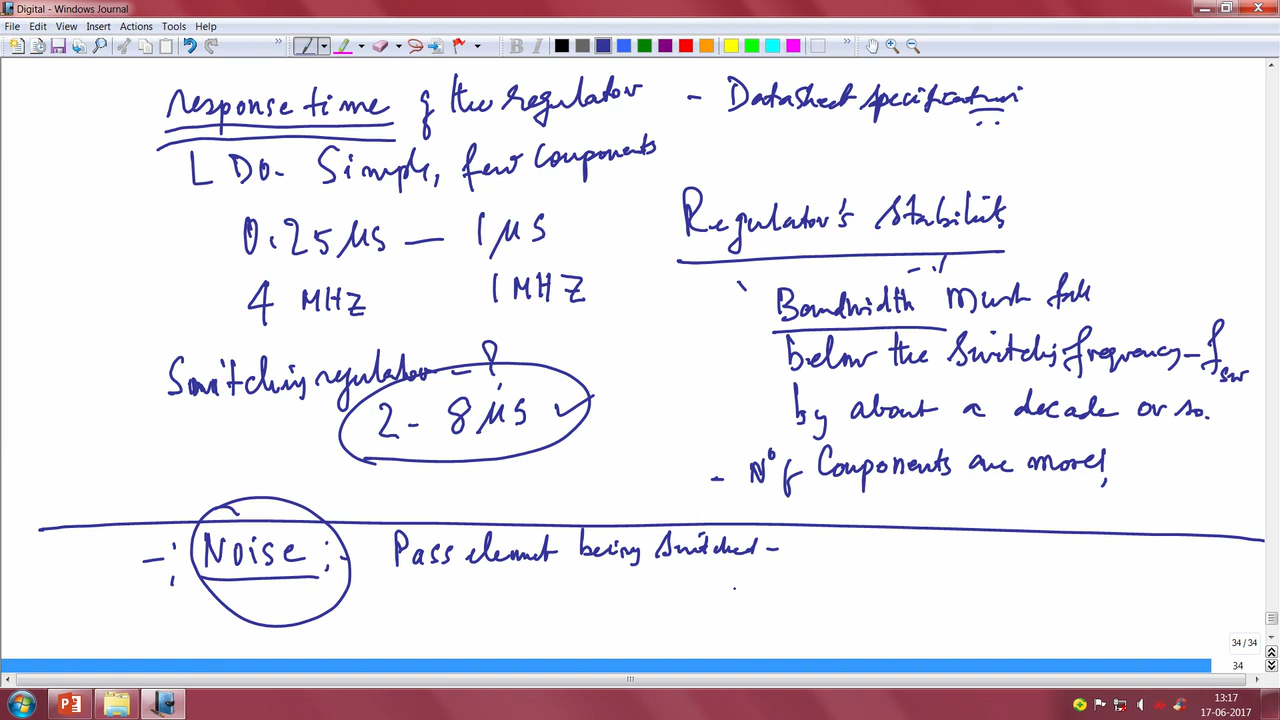 Digital - Windows Journal
File Edit View Insert Actions Tools Help
response time of the regulator - Datasheet specification
LDO- Simple, few Components
0.25 μs — 1 μs
4 MHZ 1 MHZ
Switching regulator -
2 - 8 μs
Regulator's stability
Bandwidth must fall
below the switching frequency - fsw
by about a decade or so.
- N° of Components are more,
Noise Pass element being switched -
34 / 34
34
13:17
17-06-2017